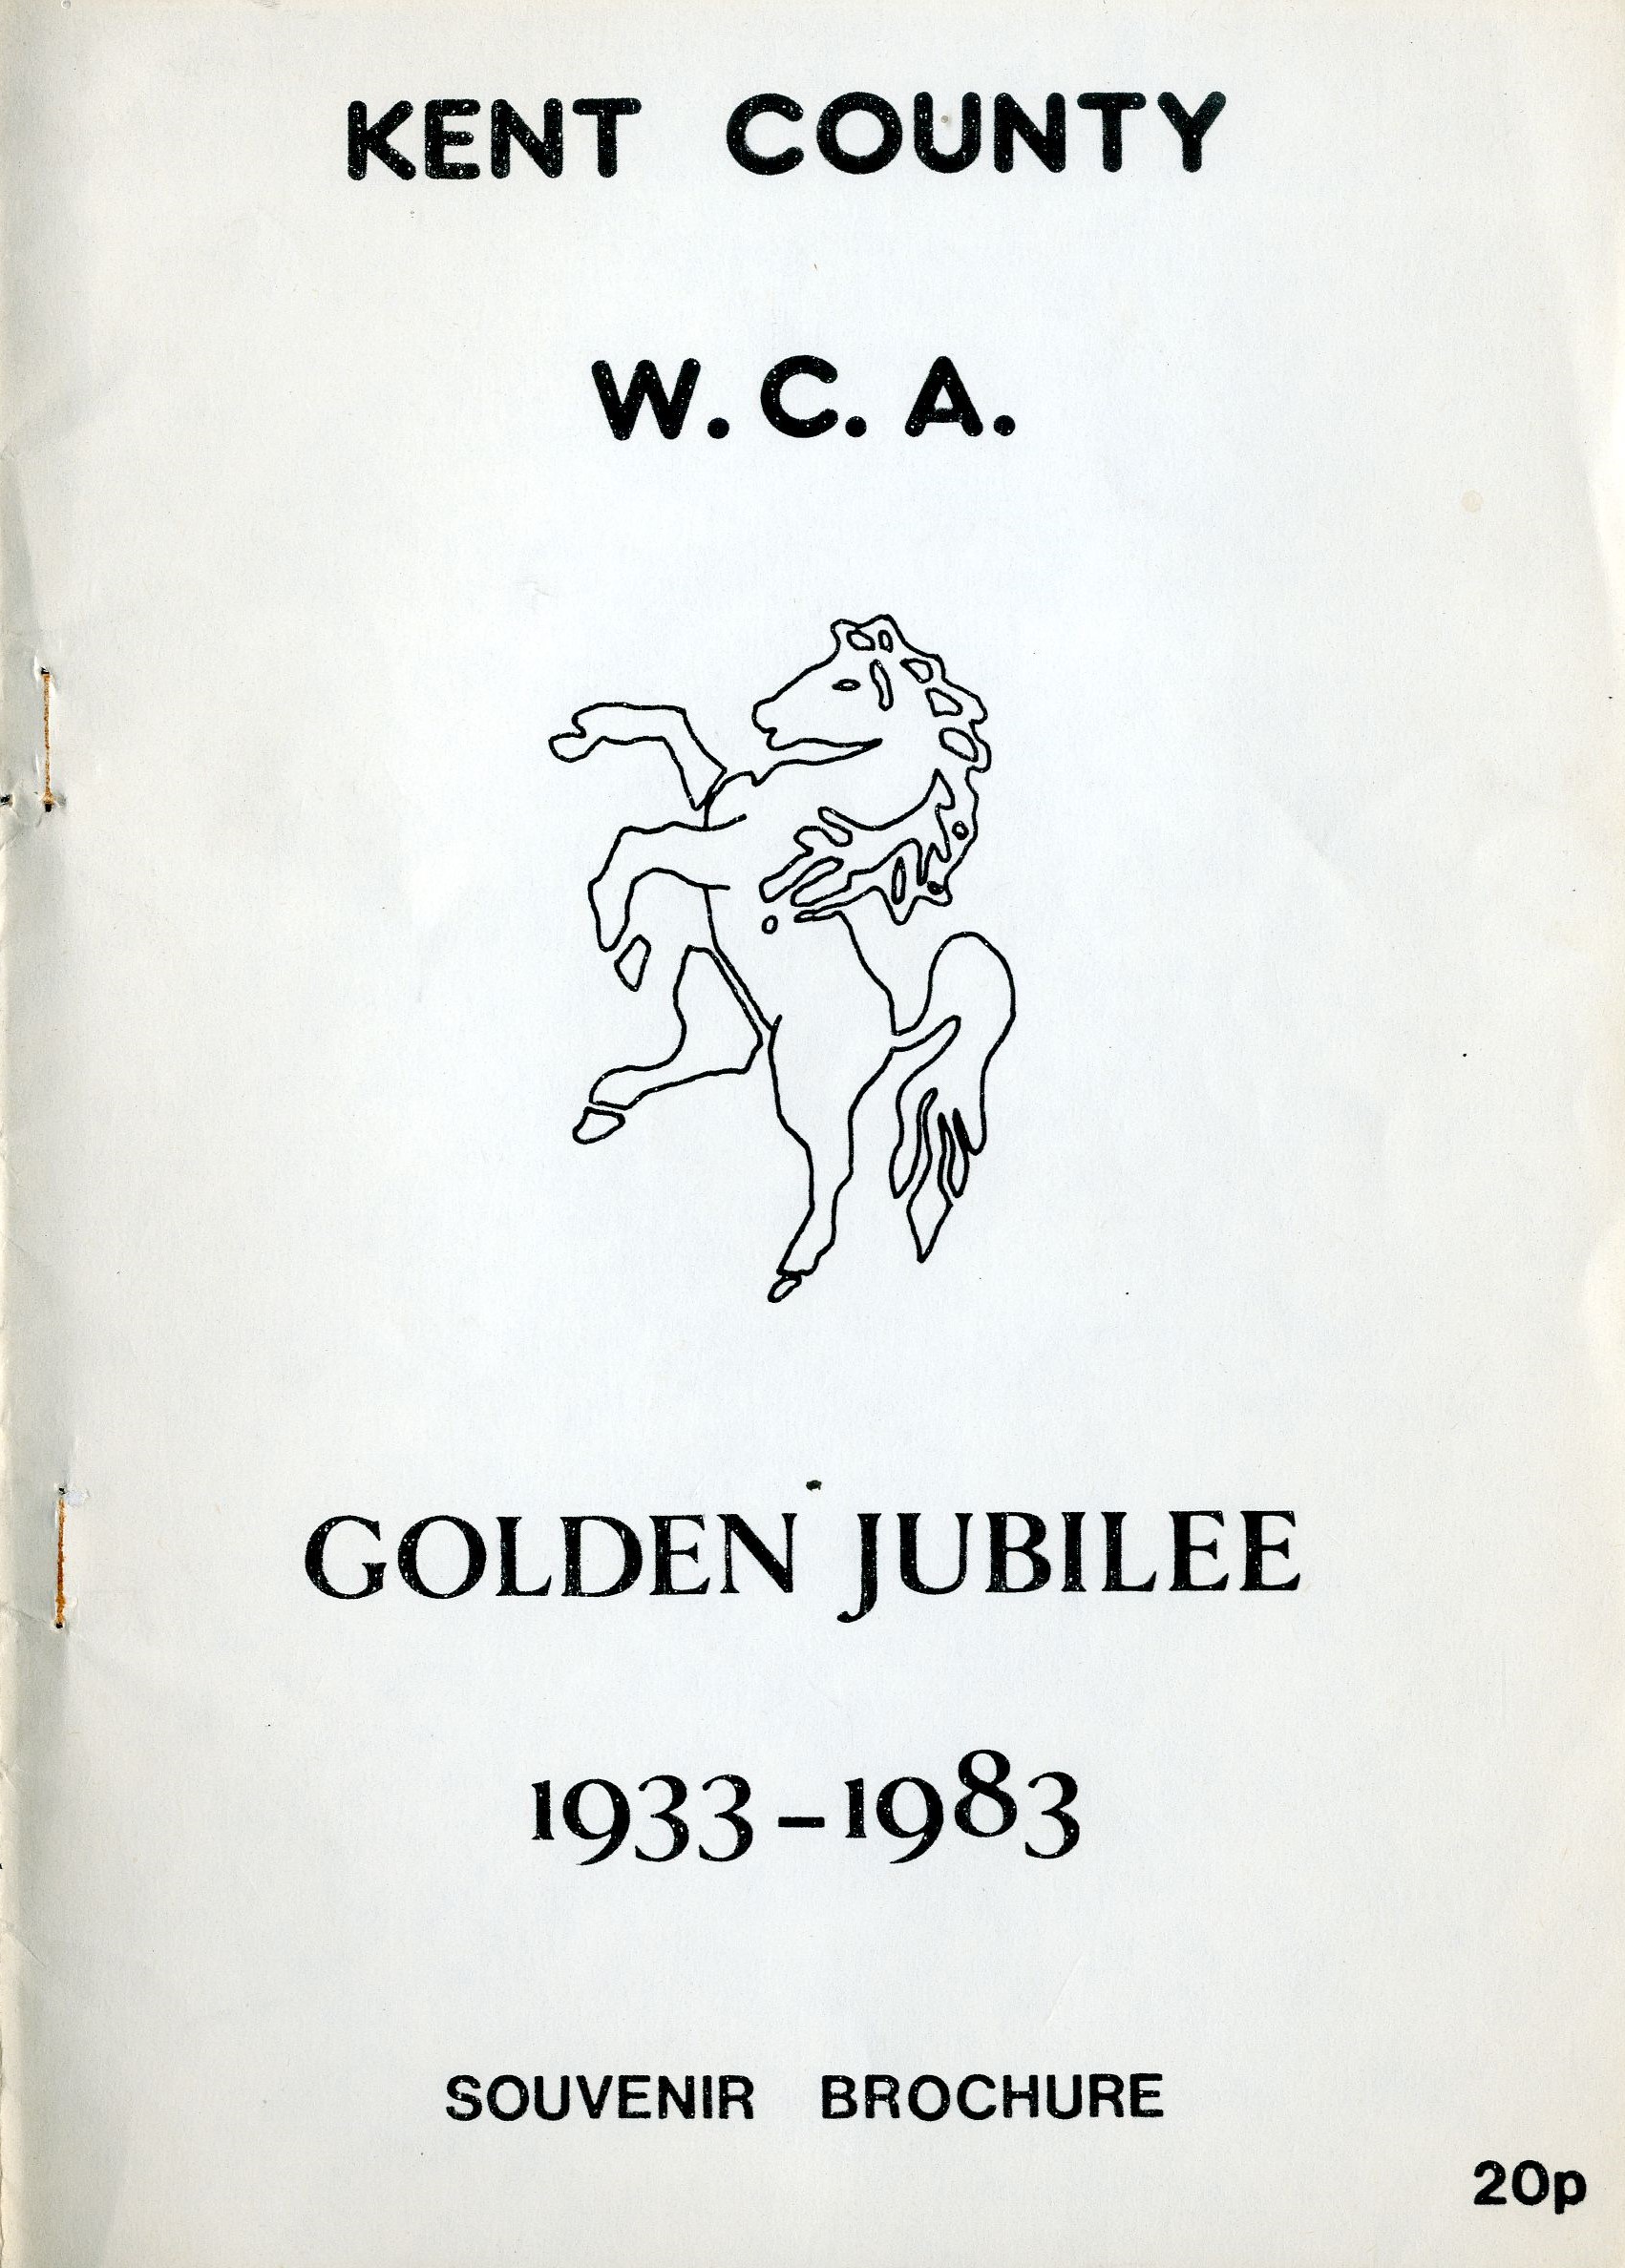 KENT COUNTY
W. C. A.
GOLDEN JUBILEE
1933-1983
SOUVENIR BROCHURE
20p